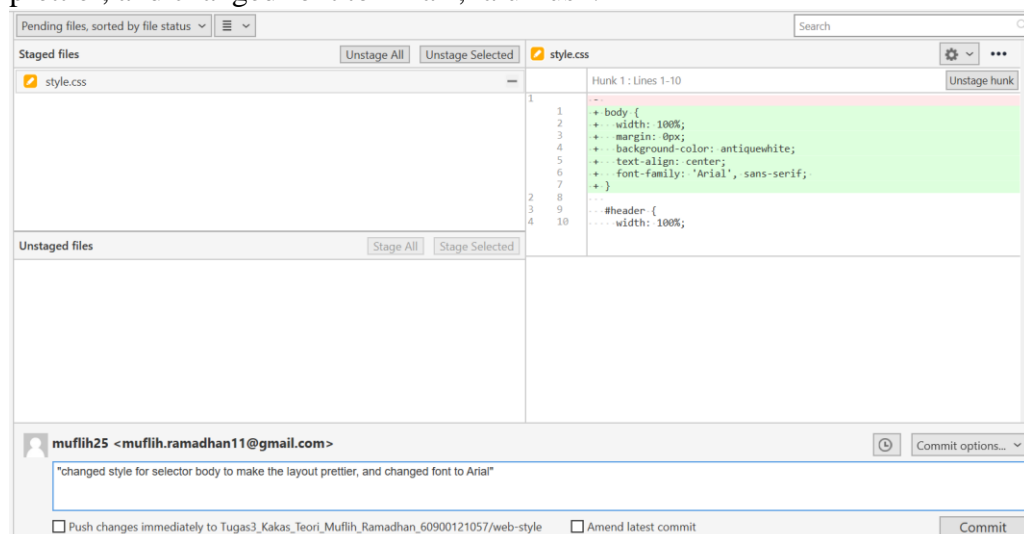 Pending files, sorted by file status
Search
Staged files
Unstage All
Unstage Selected
style.css
style.css
Hunk 1 : Lines 1-10
Unstage hunk
1 -
1 + body {
2 + width: 100%;
3 + margin: 0px;
4 + background-color: antiquewhite;
5 + text-align: center;
6 + font-family: 'Arial', sans-serif;
7 + }
2 8
3 9 #header {
4 10 width: 100%;
Unstaged files
Stage All
Stage Selected
muflih25 <muflih.ramadhan11@gmail.com>
Commit options...
"changed style for selector body to make the layout prettier, and changed font to Arial"
Push changes immediately to Tugas3_Kakas_Teori_Muflih_Ramadhan_60900121057/web-style
Amend latest commit
Commit